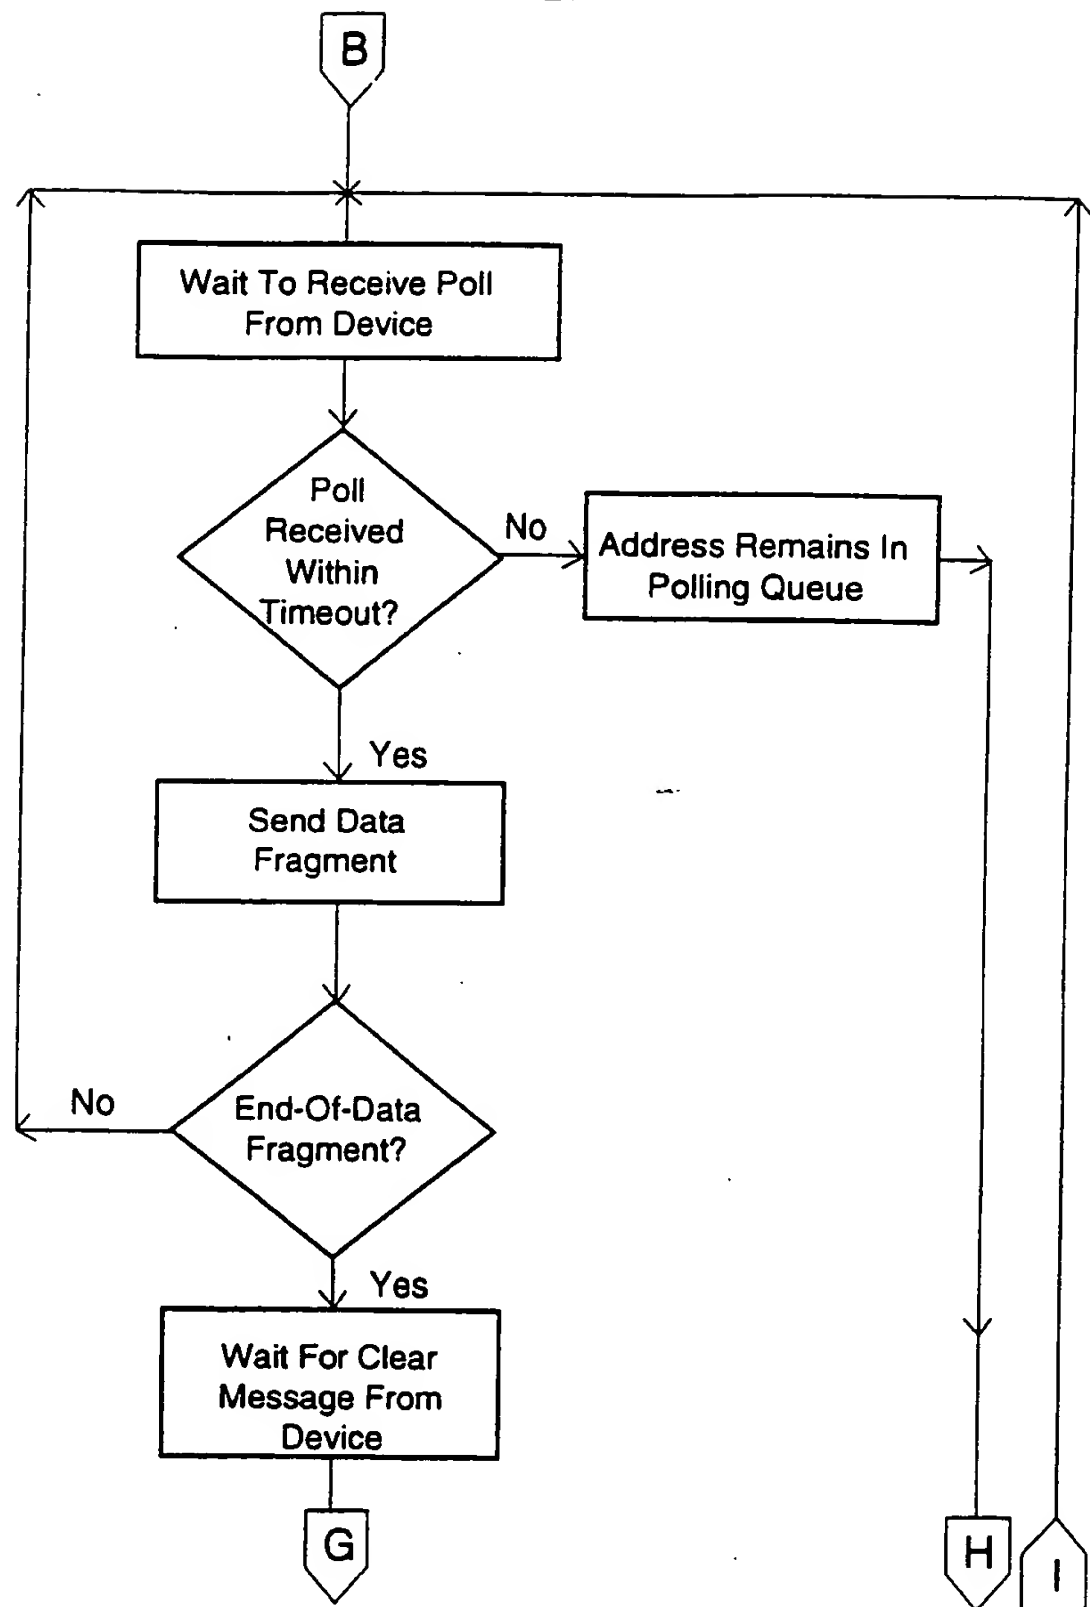 B
Wait To Receive Poll
From Device
Poll
Received
Within
Timeout?
No
Address Remains In
Polling Queue
Yes
Send Data
Fragment
No
End-Of-Data
Fragment?
Yes
Wait For Clear
Message From
Device
G
H
I